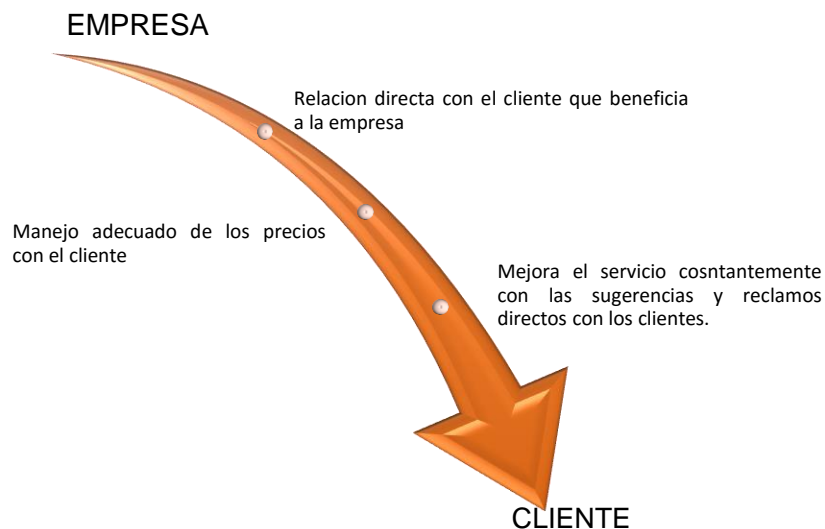 EMPRESA
Relacion directa con el cliente que beneficia
a la empresa
Manejo adecuado de los precios
con el cliente
Mejora el servicio cosntantemente
con las sugerencias y reclamos
directos con los clientes.
CLIENTE